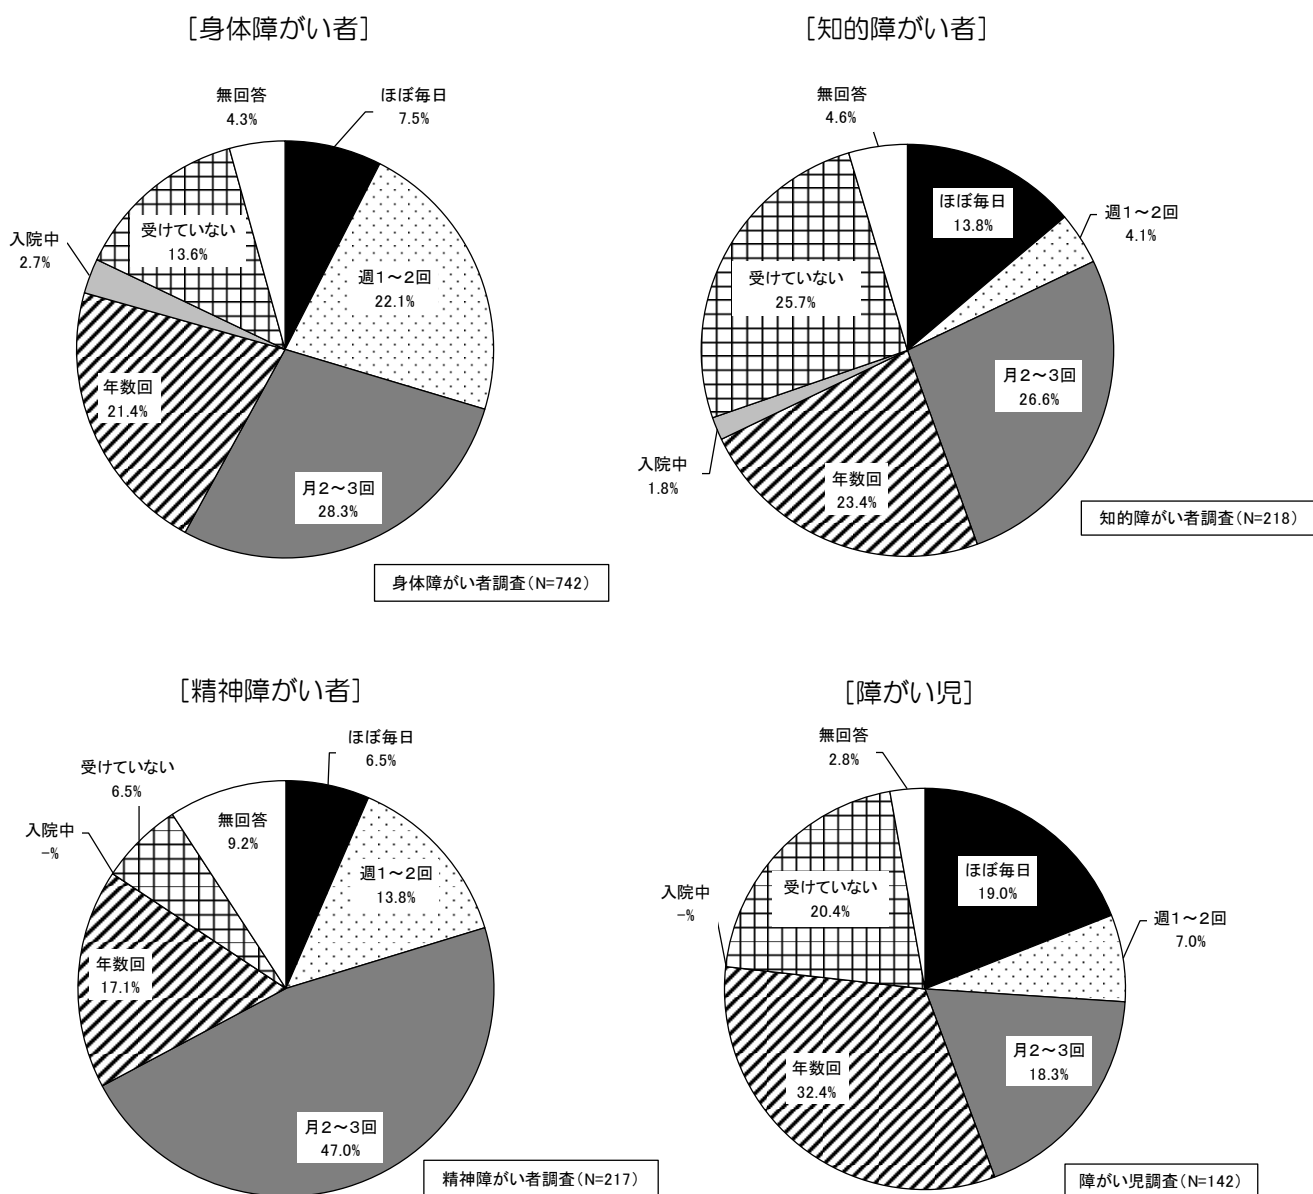 [身体障がい者]
無回答
4.3%
ほぼ毎日
7.5%
週1～2回
22.1%
月2～3回
28.3%
年数回
21.4%
入院中
2.7%
受けていない
13.6%
身体障がい者調査(N=742)
[知的障がい者]
無回答
4.6%
ほぼ毎日
13.8%
週1～2回
4.1%
月2～3回
26.6%
年数回
23.4%
入院中
1.8%
受けていない
25.7%
知的障がい者調査(N=218)
[精神障がい者]
ほぼ毎日
6.5%
週1～2回
13.8%
月2～3回
47.0%
年数回
17.1%
入院中
-%
受けていない
6.5%
無回答
9.2%
精神障がい者調査(N=217)
[障がい児]
無回答
2.8%
ほぼ毎日
19.0%
週1～2回
7.0%
月2～3回
18.3%
年数回
32.4%
入院中
-%
受けていない
20.4%
障がい児調査(N=142)